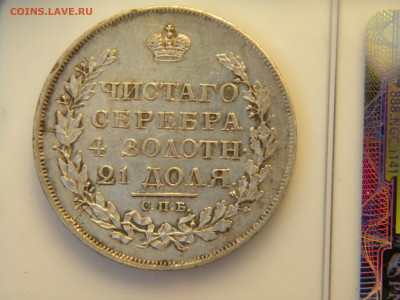 COINS.LAVE.RU
ЧИСТАГО
СЕРЕБРА
4 ЗОЛОТН.
21 ДОЛЯ.
С.П.Б.